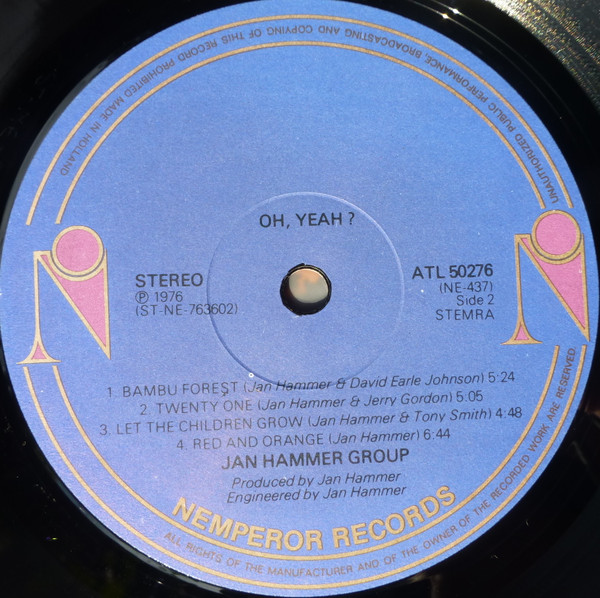 UNAUTHORIZED PUBLIC PERFORMANCE, BROADCASTING AND COPYING OF THIS RECORD PROHIBITED MADE IN HOLLAND
OH, YEAH ?
STEREO
Ⓟ 1976
(ST-NE-763602)
ATL 50276
(NE-437)
Side 2
STEMRA
1. BAMBU FOREST (Jan Hammer & David Earle Johnson) 5:24
2. TWENTY ONE (Jan Hammer & Jerry Gordon) 5.05
3. LET THE CHILDREN GROW (Jan Hammer & Tony Smith) 4:48
4. RED AND ORANGE (Jan Hammer) 6:44
JAN HAMMER GROUP
Produced by Jan Hammer
Engineered by Jan Hammer
NEMPEROR RECORDS
ALL RIGHTS OF THE MANUFACTURER AND OF THE OWNER OF THE RECORDED WORK ARE RESERVED